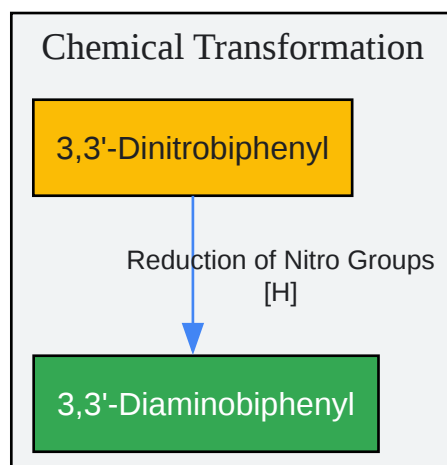 Chemical Transformation
3,3'-Dinitrobiphenyl
Reduction of Nitro Groups
[H]
3,3'-Diaminobiphenyl